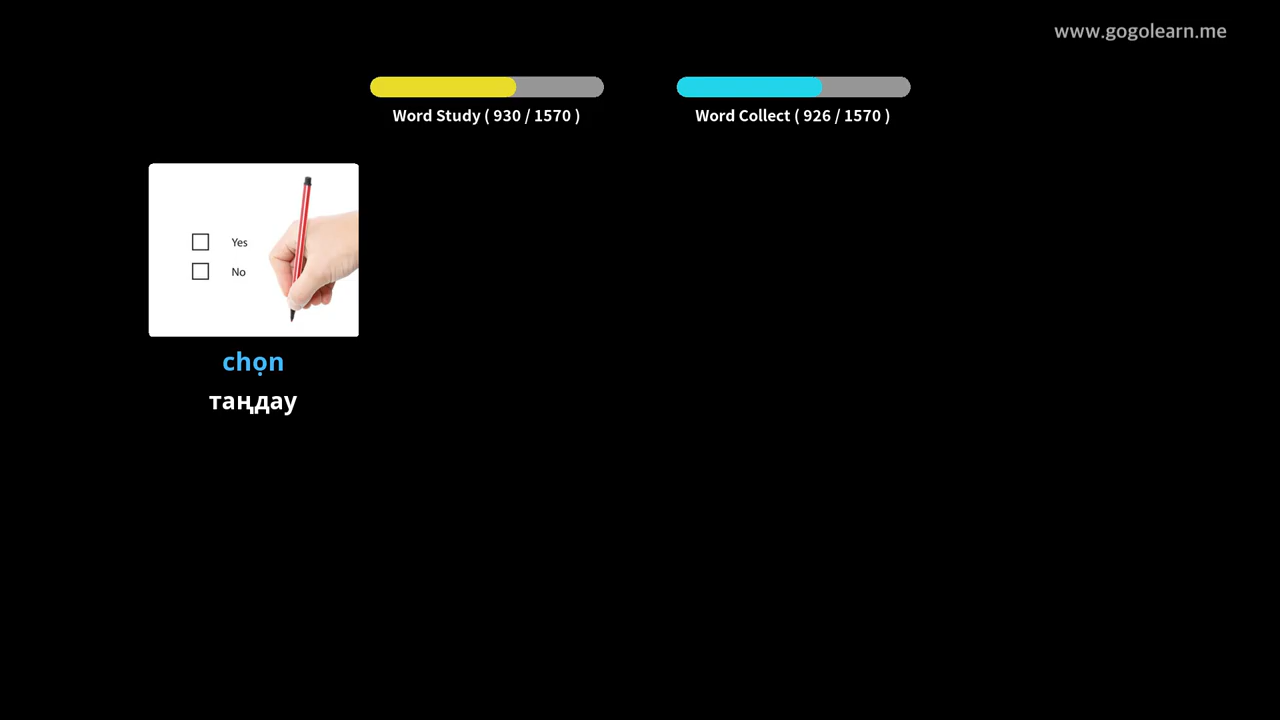 www.gogolearn.me
Word Study ( 930 / 1570 )
Word Collect ( 926 / 1570 )
Yes
No
chọn
таңдау